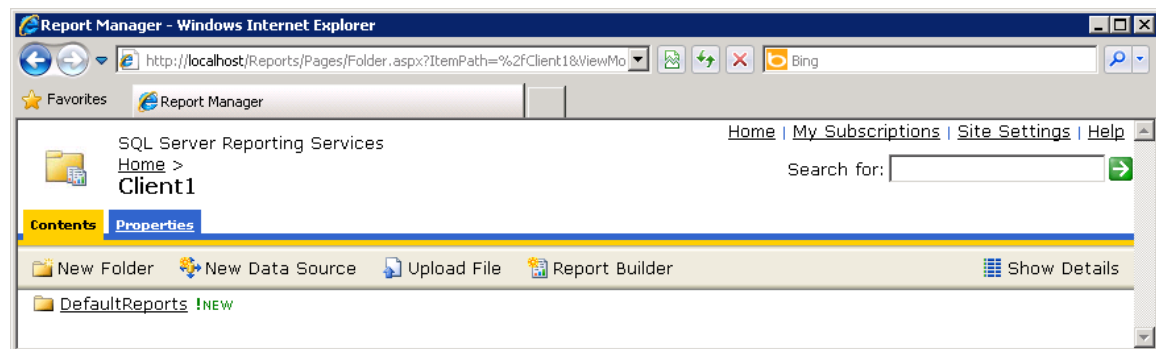 Report Manager - Windows Internet Explorer
http://localhost/Reports/Pages/Folder.aspx?ItemPath=%2fClient1&ViewMo
Bing
Favorites
Report Manager
Home | My Subscriptions | Site Settings | Help
SQL Server Reporting Services
Home >
Search for:
Client1
Contents Properties
New Folder New Data Source Upload File Report Builder Show Details
DefaultReports !NEW